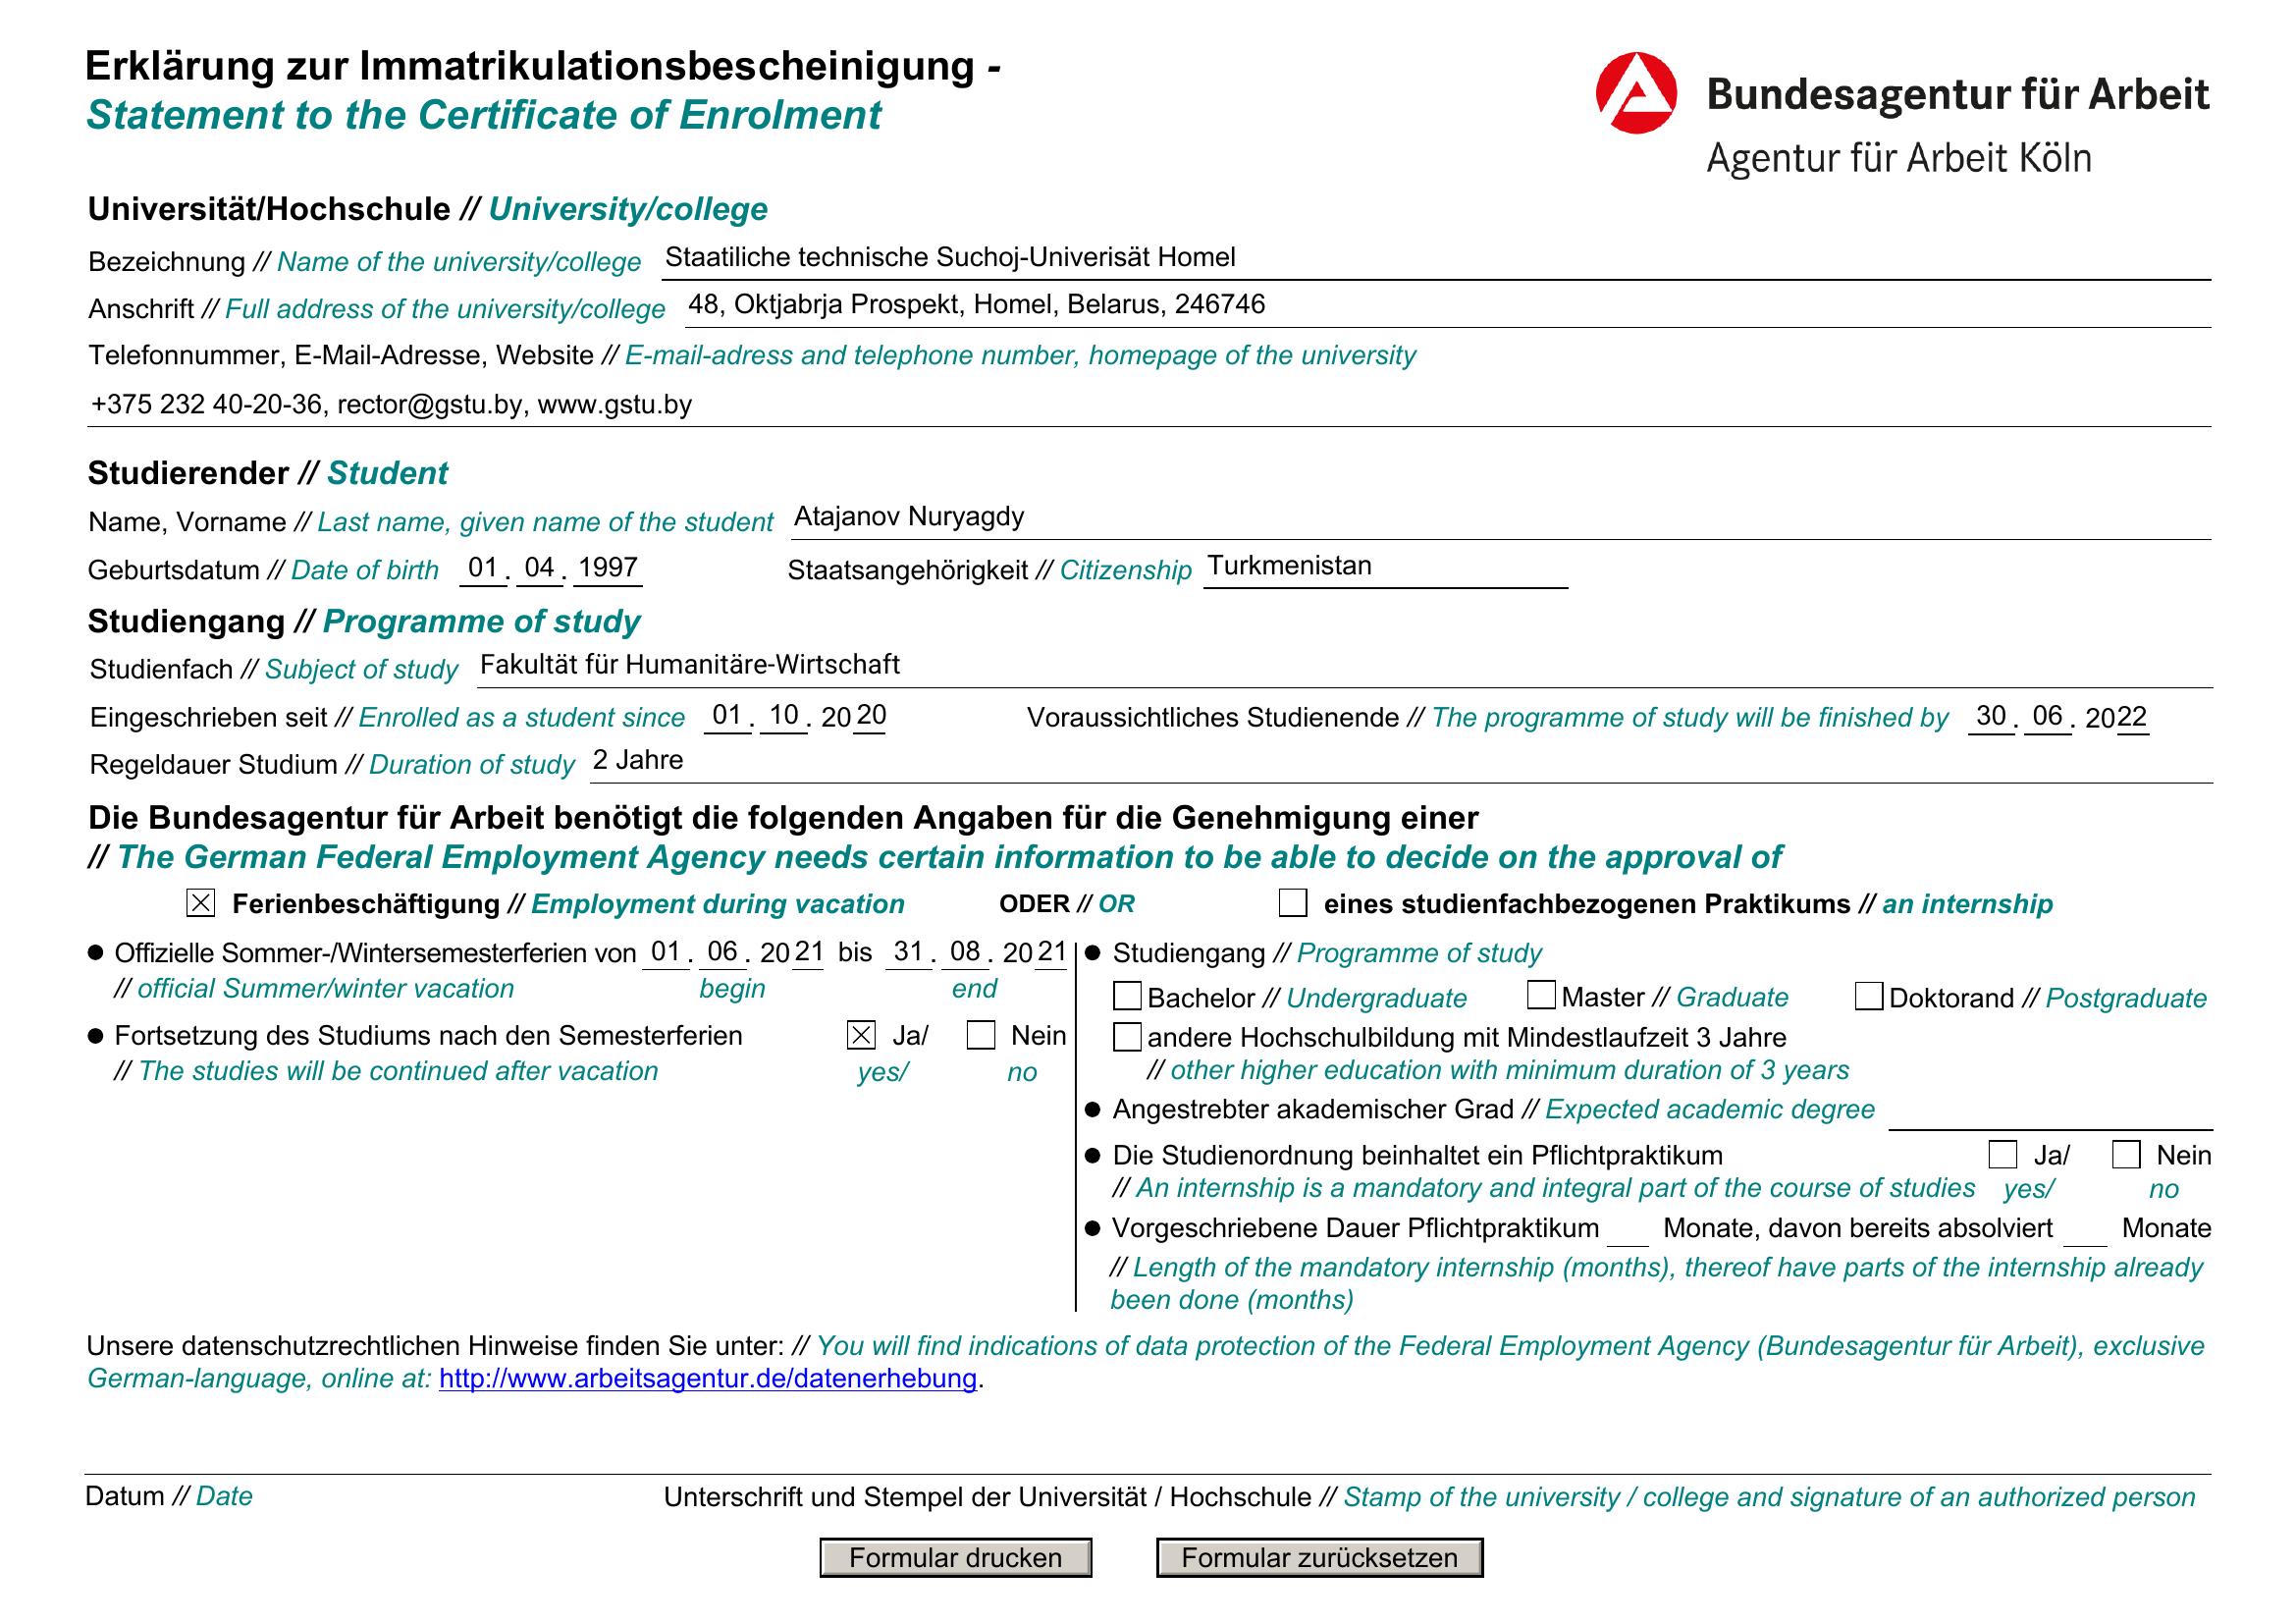 Erklärung zur Immatrikulationsbescheinigung -
Statement to the Certificate of Enrolment
Bundesagentur für Arbeit
Agentur für Arbeit Köln
Universität/Hochschule // University/college
Bezeichnung // Name of the university/college Staatiliche technische Suchoj-Univerisät Homel
Anschrift // Full address of the university/college 48, Oktjabrja Prospekt, Homel, Belarus, 246746
Telefonnummer, E-Mail-Adresse, Website // E-mail-adress and telephone number, homepage of the university
+375 232 40-20-36, rector@gstu.by, www.gstu.by
Studierender // Student
Name, Vorname // Last name, given name of the student Atajanov Nuryagdy
Geburtsdatum // Date of birth 01 . 04 . 1997 Staatsangehörigkeit // Citizenship Turkmenistan
Studiengang // Programme of study
Studienfach // Subject of study Fakultät für Humanitäre-Wirtschaft
Eingeschrieben seit // Enrolled as a student since 01 . 10 . 20 20 Voraussichtliches Studienende // The programme of study will be finished by 30 . 06 . 2022
Regeldauer Studium // Duration of study 2 Jahre
Die Bundesagentur für Arbeit benötigt die folgenden Angaben für die Genehmigung einer
// The German Federal Employment Agency needs certain information to be able to decide on the approval of
Ferienbeschäftigung // Employment during vacation ODER // OR eines studienfachbezogenen Praktikums // an internship
Offizielle Sommer-/Wintersemesterferien von 01 . 06 . 20 21 bis 31 . 08 . 20 21
// official Summer/winter vacation begin end
Fortsetzung des Studiums nach den Semesterferien Ja/ Nein
// The studies will be continued after vacation yes/ no
Studiengang // Programme of study
Bachelor // Undergraduate Master // Graduate Doktorand // Postgraduate
andere Hochschulbildung mit Mindestlaufzeit 3 Jahre
// other higher education with minimum duration of 3 years
Angestrebter akademischer Grad // Expected academic degree
Die Studienordnung beinhaltet ein Pflichtpraktikum Ja/ Nein
// An internship is a mandatory and integral part of the course of studies yes/ no
Vorgeschriebene Dauer Pflichtpraktikum Monate, davon bereits absolviert Monate
// Length of the mandatory internship (months), thereof have parts of the internship already
been done (months)
Unsere datenschutzrechtlichen Hinweise finden Sie unter: // You will find indications of data protection of the Federal Employment Agency (Bundesagentur für Arbeit), exclusive
German-language, online at: http://www.arbeitsagentur.de/datenerhebung.
Datum // Date Unterschrift und Stempel der Universität / Hochschule // Stamp of the university / college and signature of an authorized person
Formular drucken Formular zurücksetzen